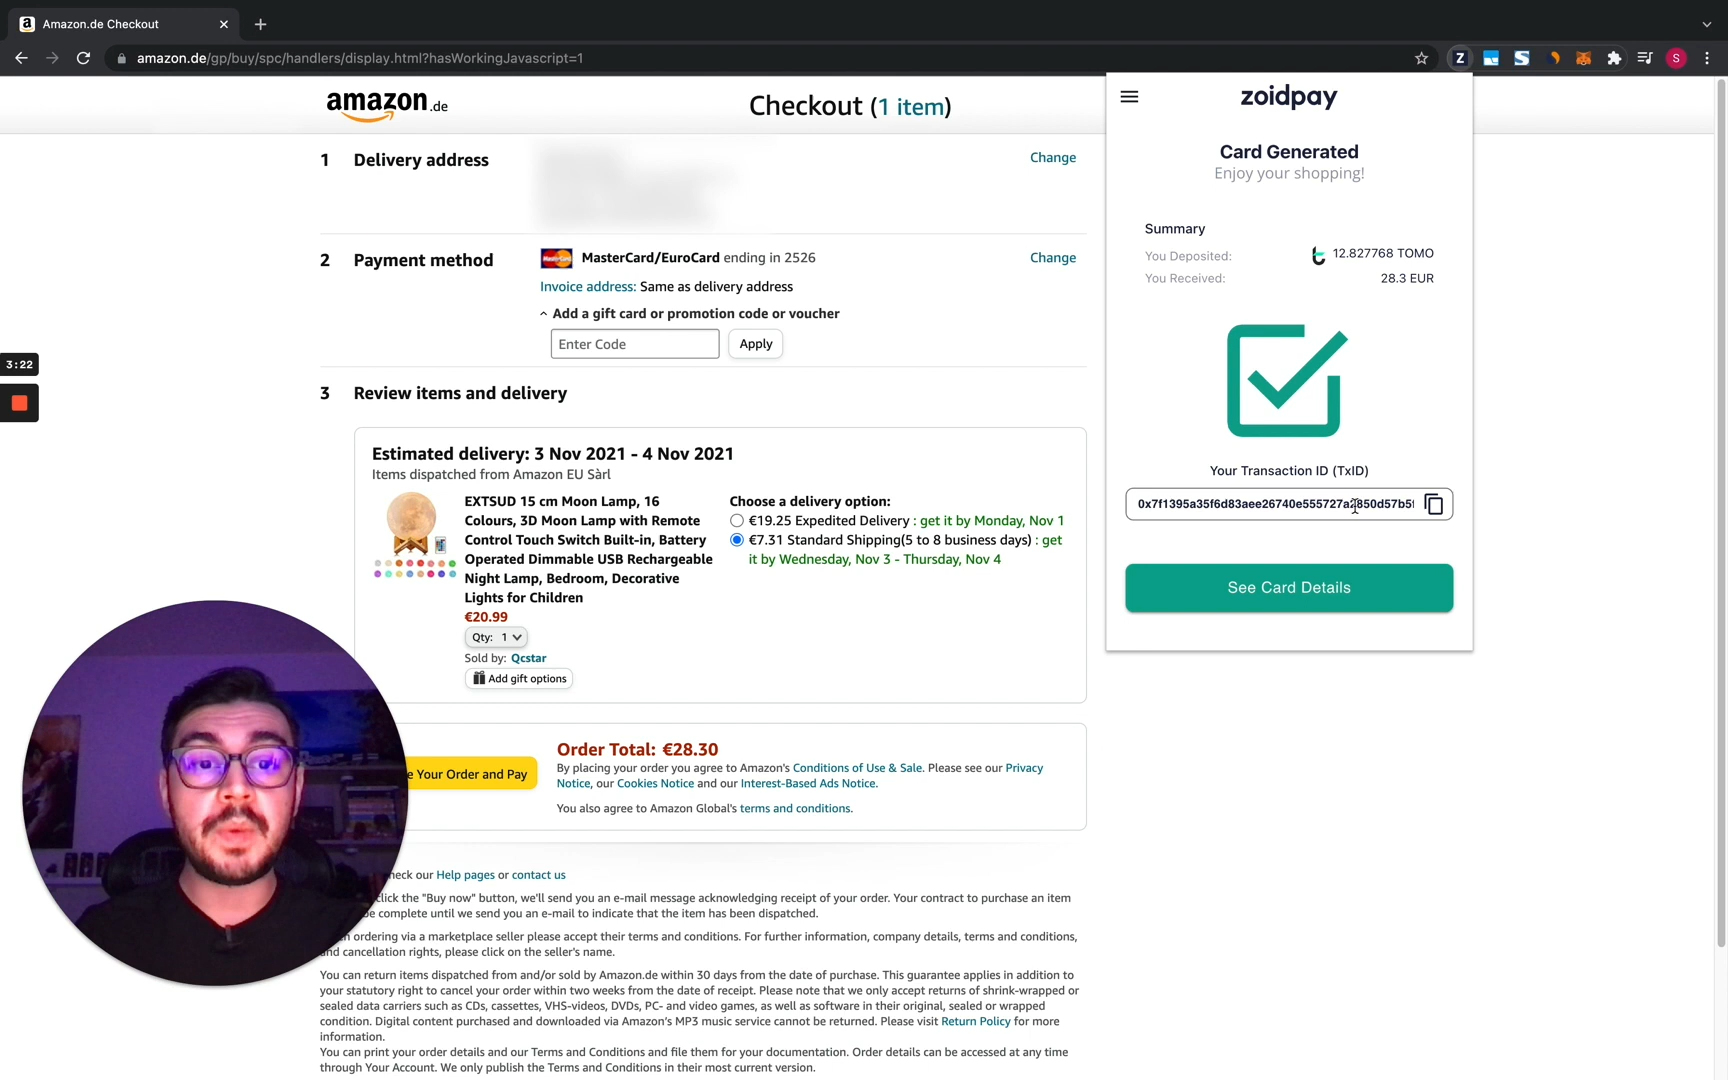 Amazon.de Checkout
amazon.de/gp/buy/spc/handlers/display.html?hasWorkingJavascript=1
Z
S
S
amazon.de
Checkout (1 item)
1 Delivery address
Change
2 Payment method
MasterCard/EuroCard ending in 2526
Change
Invoice address: Same as delivery address
Add a gift card or promotion code or voucher
Enter Code
Apply
3:22
3 Review items and delivery
Estimated delivery: 3 Nov 2021 - 4 Nov 2021
Items dispatched from Amazon EU Sàrl
EXTSUD 15 cm Moon Lamp, 16
Colours, 3D Moon Lamp with Remote
Control Touch Switch Built-in, Battery
Operated Dimmable USB Rechargeable
Night Lamp, Bedroom, Decorative
Lights for Children
€20.99
Qty: 1
Sold by: Qcstar
Add gift options
Choose a delivery option:
€19.25 Expedited Delivery : get it by Monday, Nov 1
€7.31 Standard Shipping(5 to 8 business days) : get
it by Wednesday, Nov 3 - Thursday, Nov 4
e Your Order and Pay
Order Total: €28.30
By placing your order you agree to Amazon's Conditions of Use & Sale. Please see our Privacy
Notice, our Cookies Notice and our Interest-Based Ads Notice.
You also agree to Amazon Global's terms and conditions.
heck our Help pages or contact us
click the "Buy now" button, we'll send you an e-mail message acknowledging receipt of your order. Your contract to purchase an item
be complete until we send you an e-mail to indicate that the item has been dispatched.
ordering via a marketplace seller please accept their terms and conditions. For further information, company details, terms and conditions,
and cancellation rights, please click on the seller's name.
You can return items dispatched from and/or sold by Amazon.de within 30 days from the date of purchase. This guarantee applies in addition to
your statutory right to cancel your order within two weeks from the date of receipt. Please note that we only accept returns of shrink-wrapped or
sealed data carriers such as CDs, cassettes, VHS-videos, DVDs, PC- and video games, as well as software in their original, sealed or wrapped
condition. Digital content purchased and downloaded via Amazon's MP3 music service cannot be returned. Please visit Return Policy for more
information.
You can print your order details and our Terms and Conditions and file them for your documentation. Order details can be accessed at any time
through Your Account. We only publish the Terms and Conditions in their most current version.
zoidpay
Card Generated
Enjoy your shopping!
Summary
You Deposited: 12.827768 TOMO
You Received: 28.3 EUR
Your Transaction ID (TxID)
See Card Details